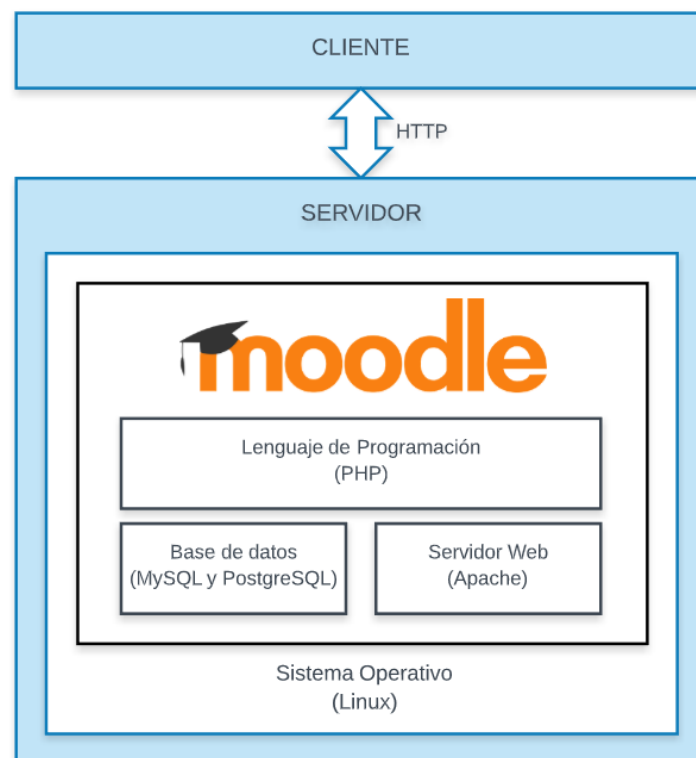 CLIENTE
HTTP
SERVIDOR
moodle
Lenguaje de Programación
(PHP)
Base de datos
(MySQL y PostgreSQL)
Servidor Web
(Apache)
Sistema Operativo
(Linux)